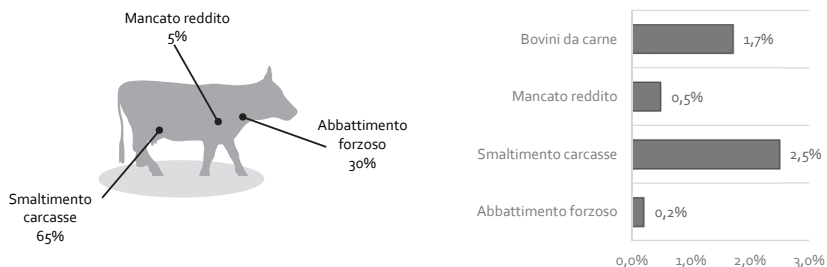 Mancato reddito
5%
Abbattimento
forzoso
30%
Smaltimento
carcasse
65%
Bovini da carne
1,7%
Mancato reddito
0,5%
Smaltimento carcasse
2,5%
Abbattimento forzoso
0,2%
0,0% 1,0% 2,0% 3,0%